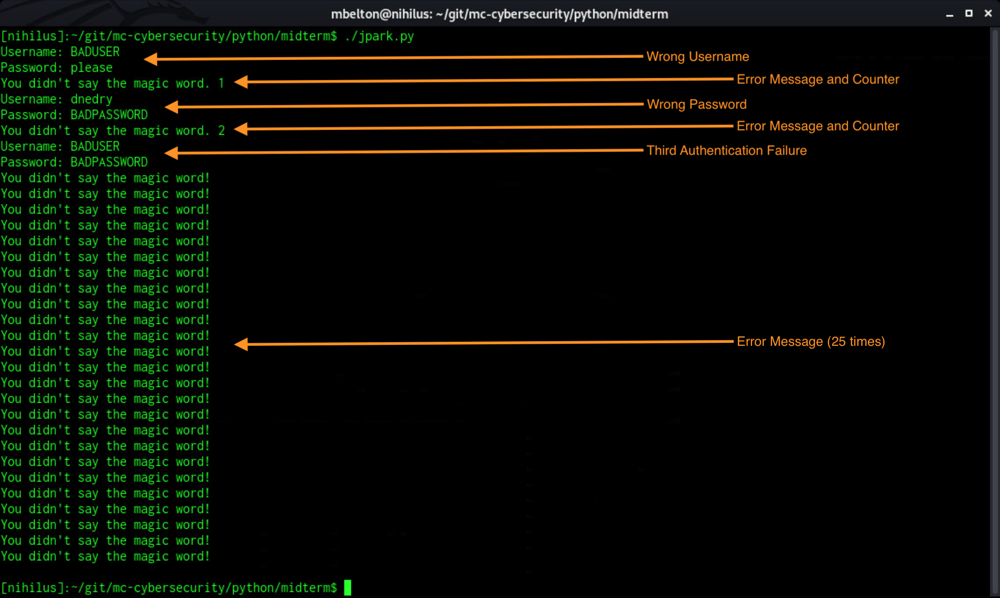 mbelton@nihilus: ~/git/mc-cybersecurity/python/midterm
[nihilus]:~/git/mc-cybersecurity/python/midterm$ ./jpark.py
Username: BADUSER
Wrong Username
Password: please
You didn't say the magic word. 1
Error Message and Counter
Username: dnedry
Wrong Password
Password: BADPASSWORD
You didn't say the magic word. 2
Error Message and Counter
Username: BADUSER
Third Authentication Failure
Password: BADPASSWORD
You didn't say the magic word!
You didn't say the magic word!
You didn't say the magic word!
You didn't say the magic word!
You didn't say the magic word!
You didn't say the magic word!
You didn't say the magic word!
You didn't say the magic word!
You didn't say the magic word!
You didn't say the magic word!
You didn't say the magic word!
Error Message (25 times)
You didn't say the magic word!
You didn't say the magic word!
You didn't say the magic word!
You didn't say the magic word!
You didn't say the magic word!
You didn't say the magic word!
You didn't say the magic word!
You didn't say the magic word!
You didn't say the magic word!
You didn't say the magic word!
You didn't say the magic word!
You didn't say the magic word!
You didn't say the magic word!
You didn't say the magic word!
[nihilus]:~/git/mc-cybersecurity/python/midterm$